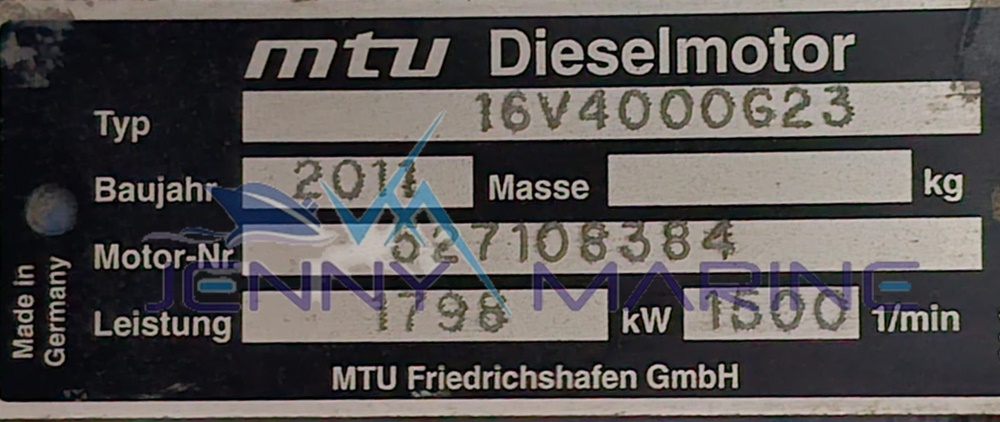 mtu Dieselmotor
Typ 16V4000G23
Baujahr 2011 Masse kg
Motor-Nr 527108384
Leistung 1798 kW 1500 1/min
MTU Friedrichshafen GmbH
Made in
Germany
JENNY MARINE